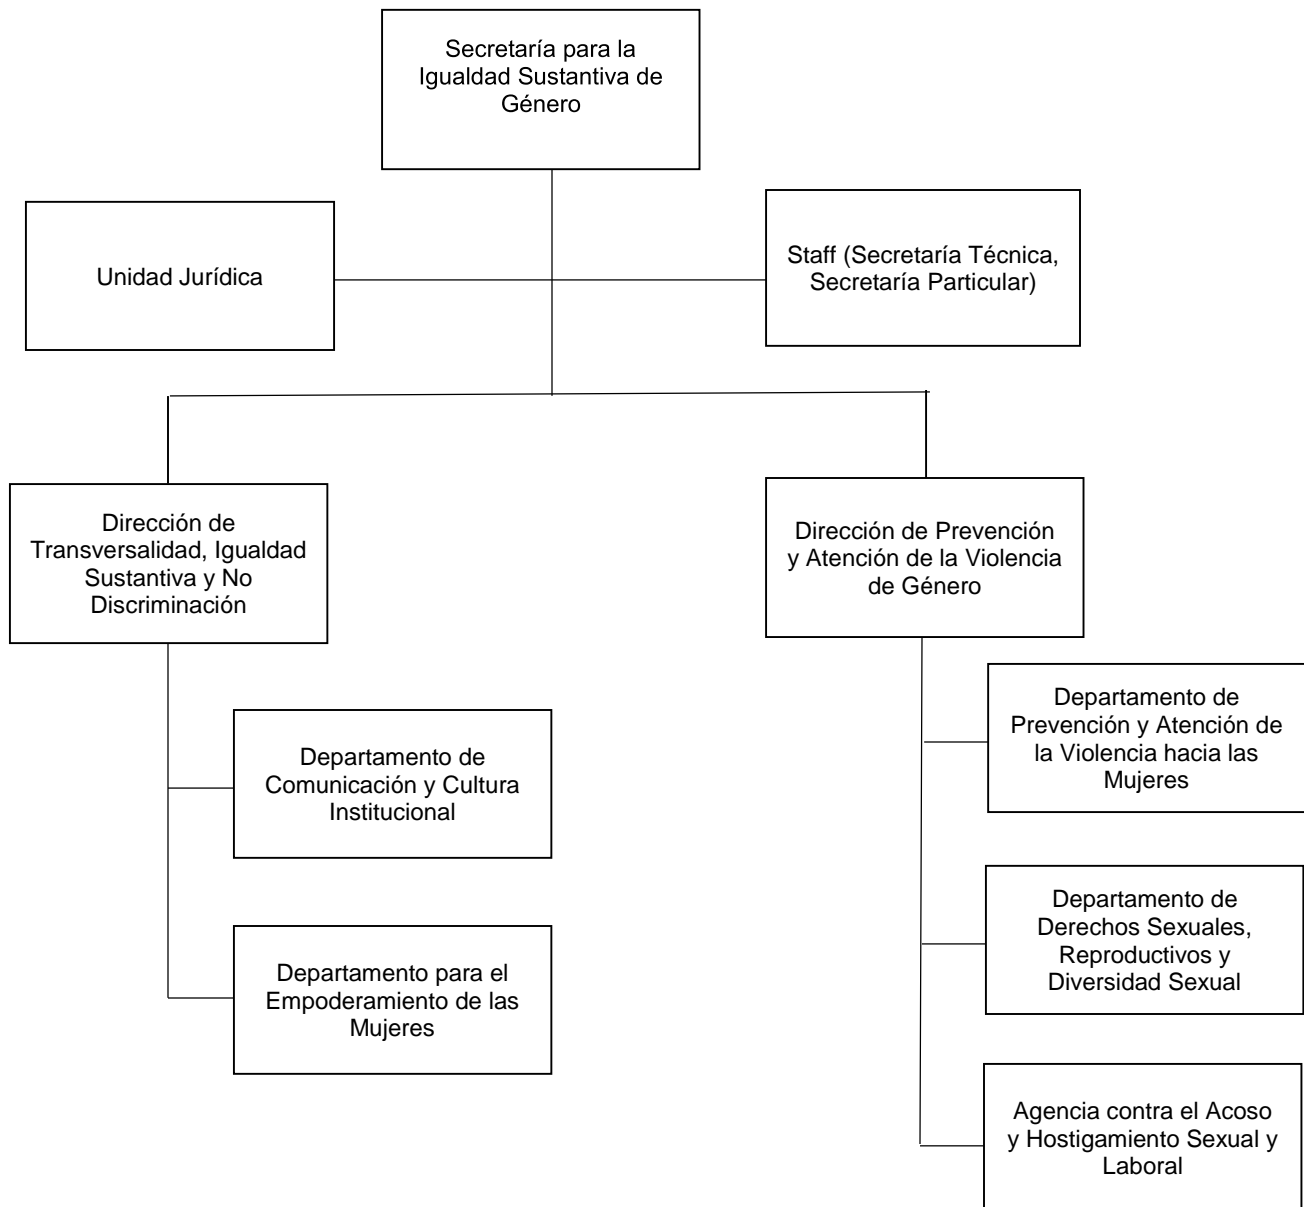 Secretaría para la
Igualdad Sustantiva de
Género
Unidad Jurídica
Staff (Secretaría Técnica,
Secretaría Particular)
Dirección de
Transversalidad, Igualdad
Sustantiva y No
Discriminación
Dirección de Prevención
y Atención de la Violencia
de Género
Departamento de
Comunicación y Cultura
Institucional
Departamento para el
Empoderamiento de las
Mujeres
Departamento de
Prevención y Atención de
la Violencia hacia las
Mujeres
Departamento de
Derechos Sexuales,
Reproductivos y
Diversidad Sexual
Agencia contra el Acoso
y Hostigamiento Sexual y
Laboral